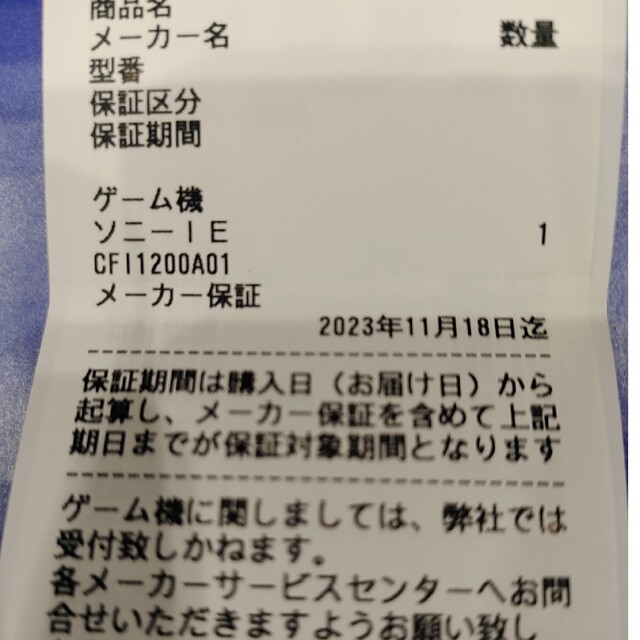 商品名
メーカー名 数量
型番
保証区分
保証期間
ゲーム機
ソニーIE 1
CFI1200A01
メーカー保証
2023年11月18日迄
保証期間は購入日（お届け日）から
起算し、メーカー保証を含めて上記
期日までが保証対象期間となります
ゲーム機に関しましては、弊社では
受付致しかねます。
各メーカーサービスセンターへお問
合せいただきますようお願い致し